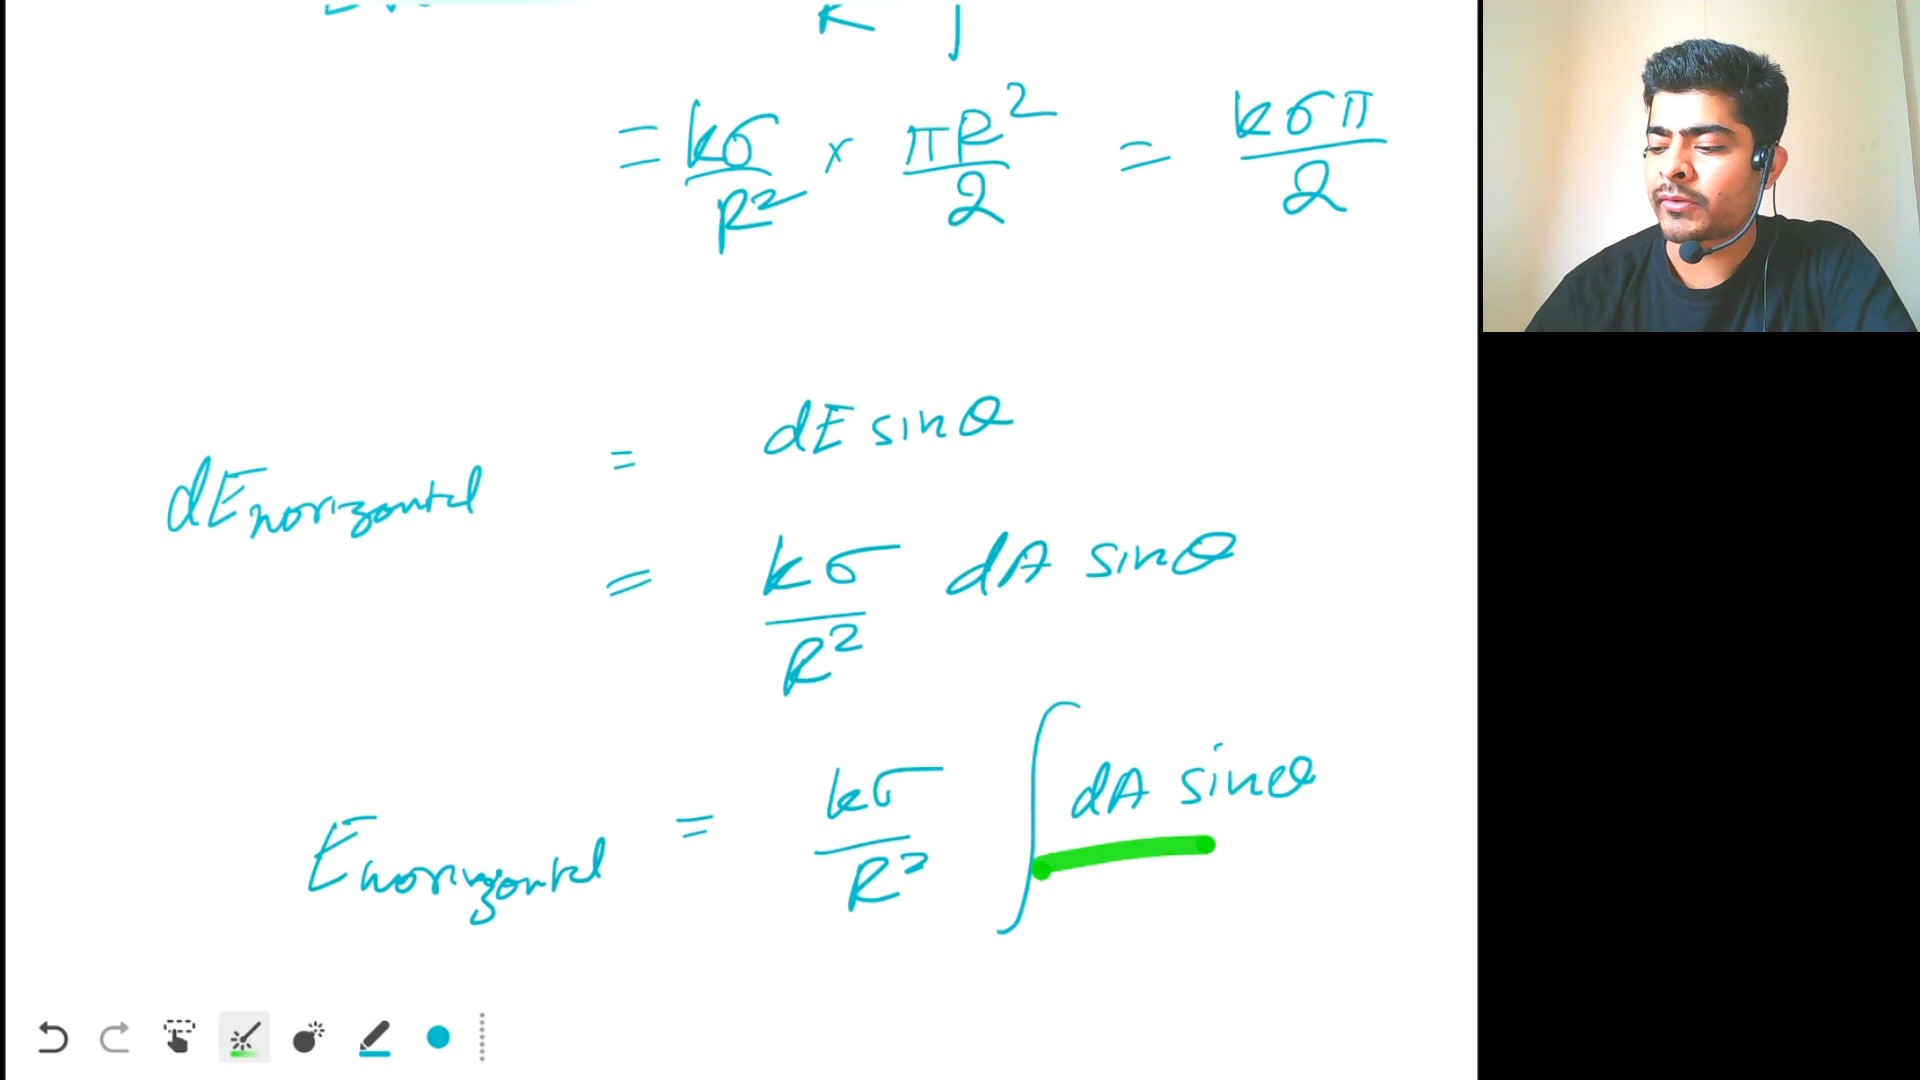 = kσ/R² × πR²/2 = kσπ/2
dE horizontal = dE sinθ
= kσ/R² dA sinθ
E horizontal = kσ/R² ∫ dA sinθ